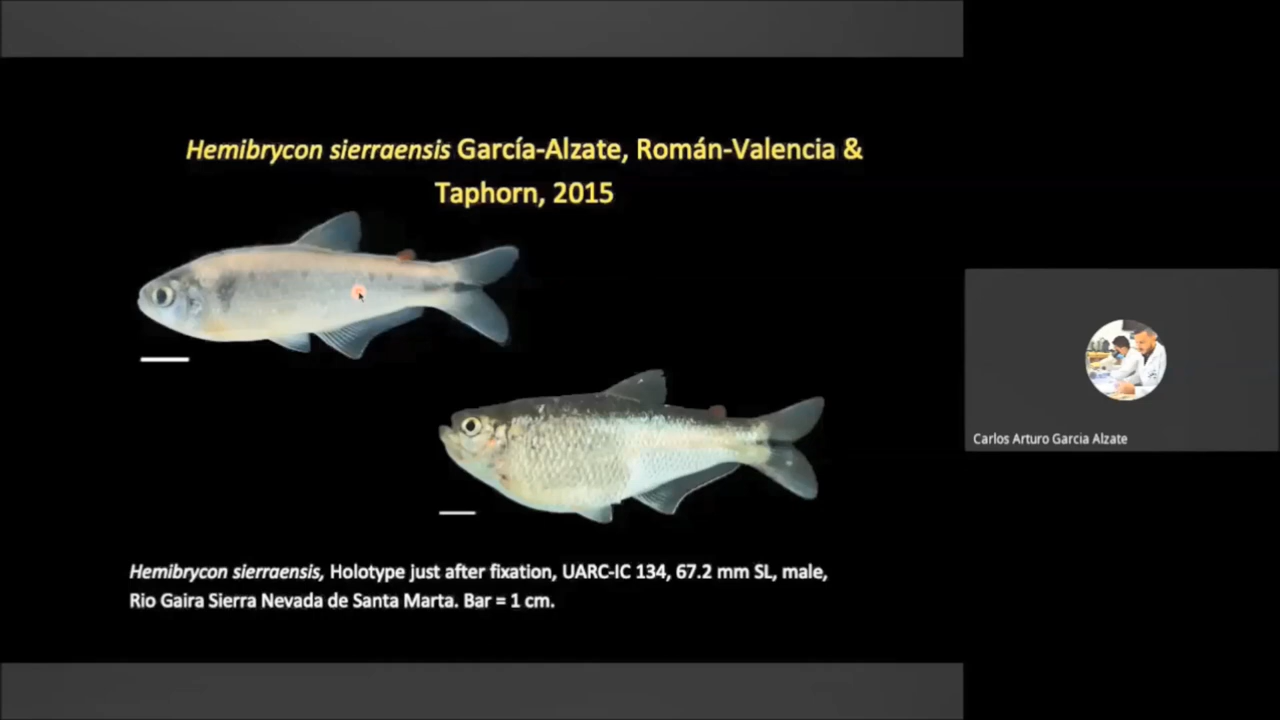 Hemibrycon sierraensis García-Alzate, Román-Valencia &
Taphorn, 2015
Carlos Arturo Garcia Alzate
Hemibrycon sierraensis, Holotype just after fixation, UARC-IC 134, 67.2 mm SL, male,
Rio Gaira Sierra Nevada de Santa Marta. Bar = 1 cm.